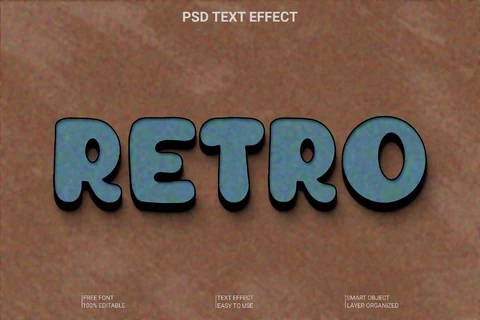 PSD TEXT EFFECT
RETRO
FREE FONT
100% EDITABLE
TEXT EFFECT
EASY TO USE
SMART OBJECT
LAYER ORGANIZED